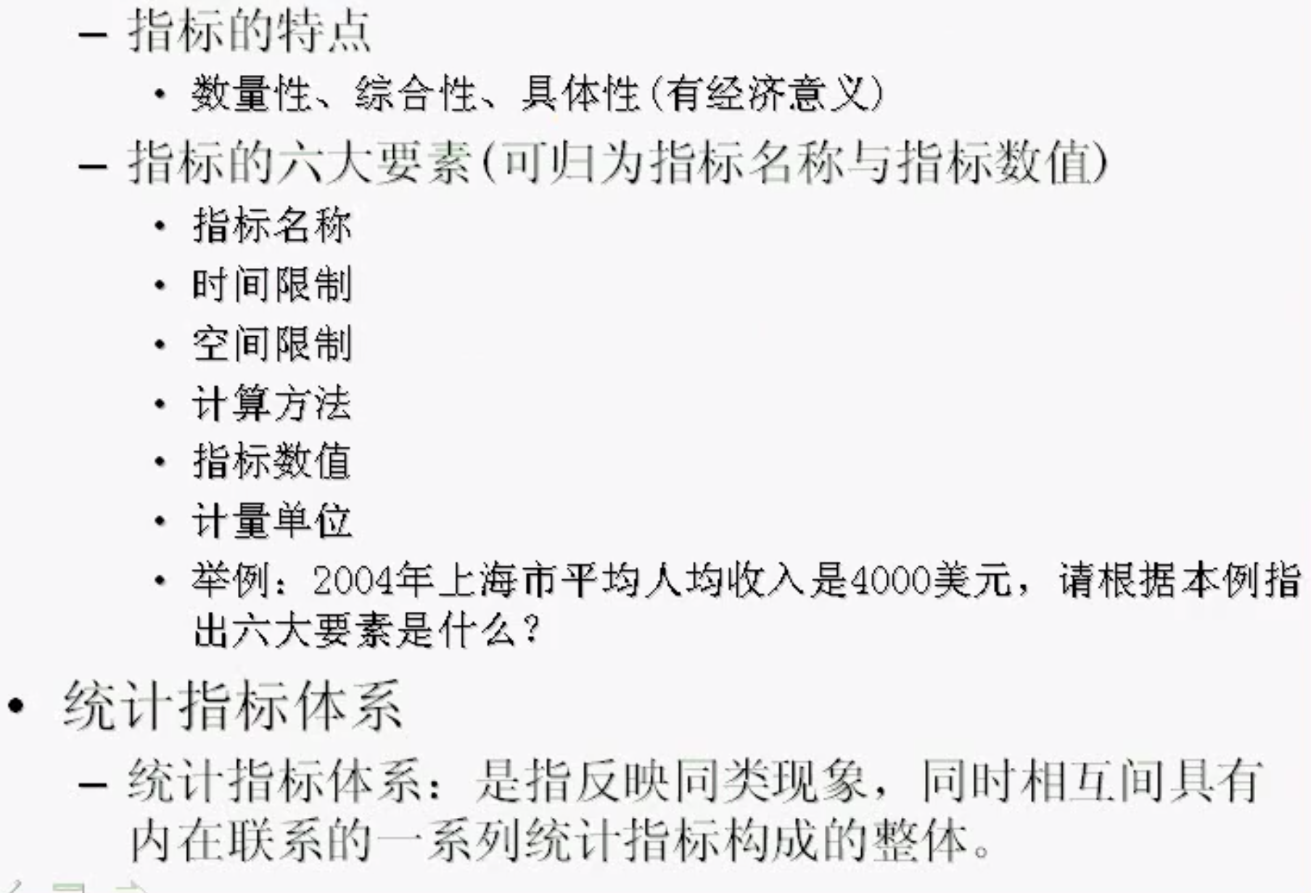 – 指标的特点
• 数量性、综合性、具体性(有经济意义)
– 指标的六大要素(可归为指标名称与指标数值)
• 指标名称
• 时间限制
• 空间限制
• 计算方法
• 指标数值
• 计量单位
• 举例：2004年上海市平均人均收入是4000美元，请根据本例指
出六大要素是什么？
• 统计指标体系
– 统计指标体系：是指反映同类现象，同时相互间具有
内在联系的一系列统计指标构成的整体。